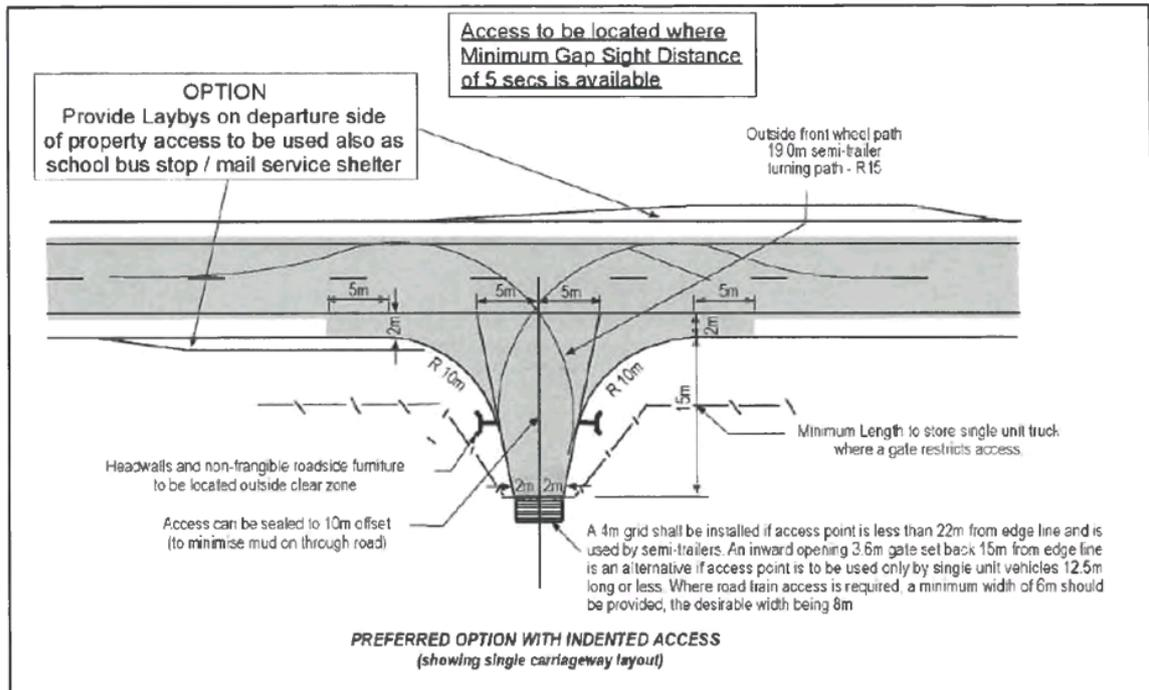 Access to be located where
Minimum Gap Sight Distance
of 5 secs is available
OPTION
Provide Laybys on departure side
of property access to be used also as
school bus stop / mail service shelter
Outside front wheel path
19.0m semi-trailer
turning path - R15
5m
5m
5m
5m
2m
2m
R 10m
R 10m
15m
Minimum Length to store single unit truck
where a gate restricts access.
Headwalls and non-frangible roadside furniture
to be located outside clear zone
2m
2m
Access can be sealed to 10m offset
(to minimise mud on through road)
A 4m grid shall be installed if access point is less than 22m from edge line and is
used by semi-trailers. An inward opening 3.6m gate set back 15m from edge line
is an alternative if access point is to be used only by single unit vehicles 12.5m
long or less. Where road train access is required, a minimum width of 6m should
be provided, the desirable width being 8m
PREFERRED OPTION WITH INDENTED ACCESS
(showing single carriageway layout)